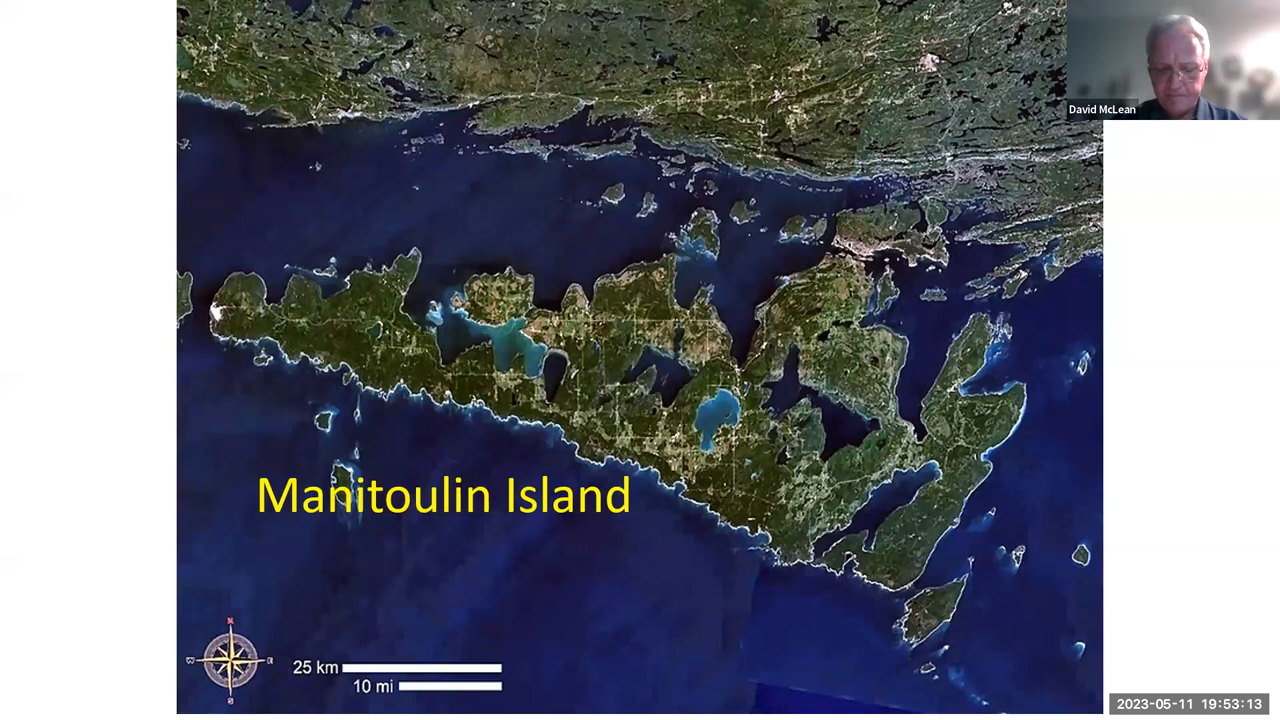 David McLean
Manitoulin Island
N
W
E
S
25 km
10 mi
2023-05-11 19:53:13